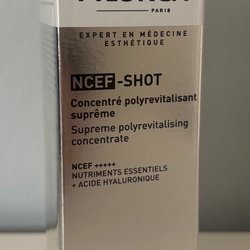 PARIS
EXPERT EN MÉDECINE
ESTHÉTIQUE
NCEF-SHOT
Concentré polyrevitalisant
suprême
Supreme polyrevitalising
concentrate
NCEF +++++
NUTRIMENTS ESSENTIELS
+ ACIDE HYALURONIQUE